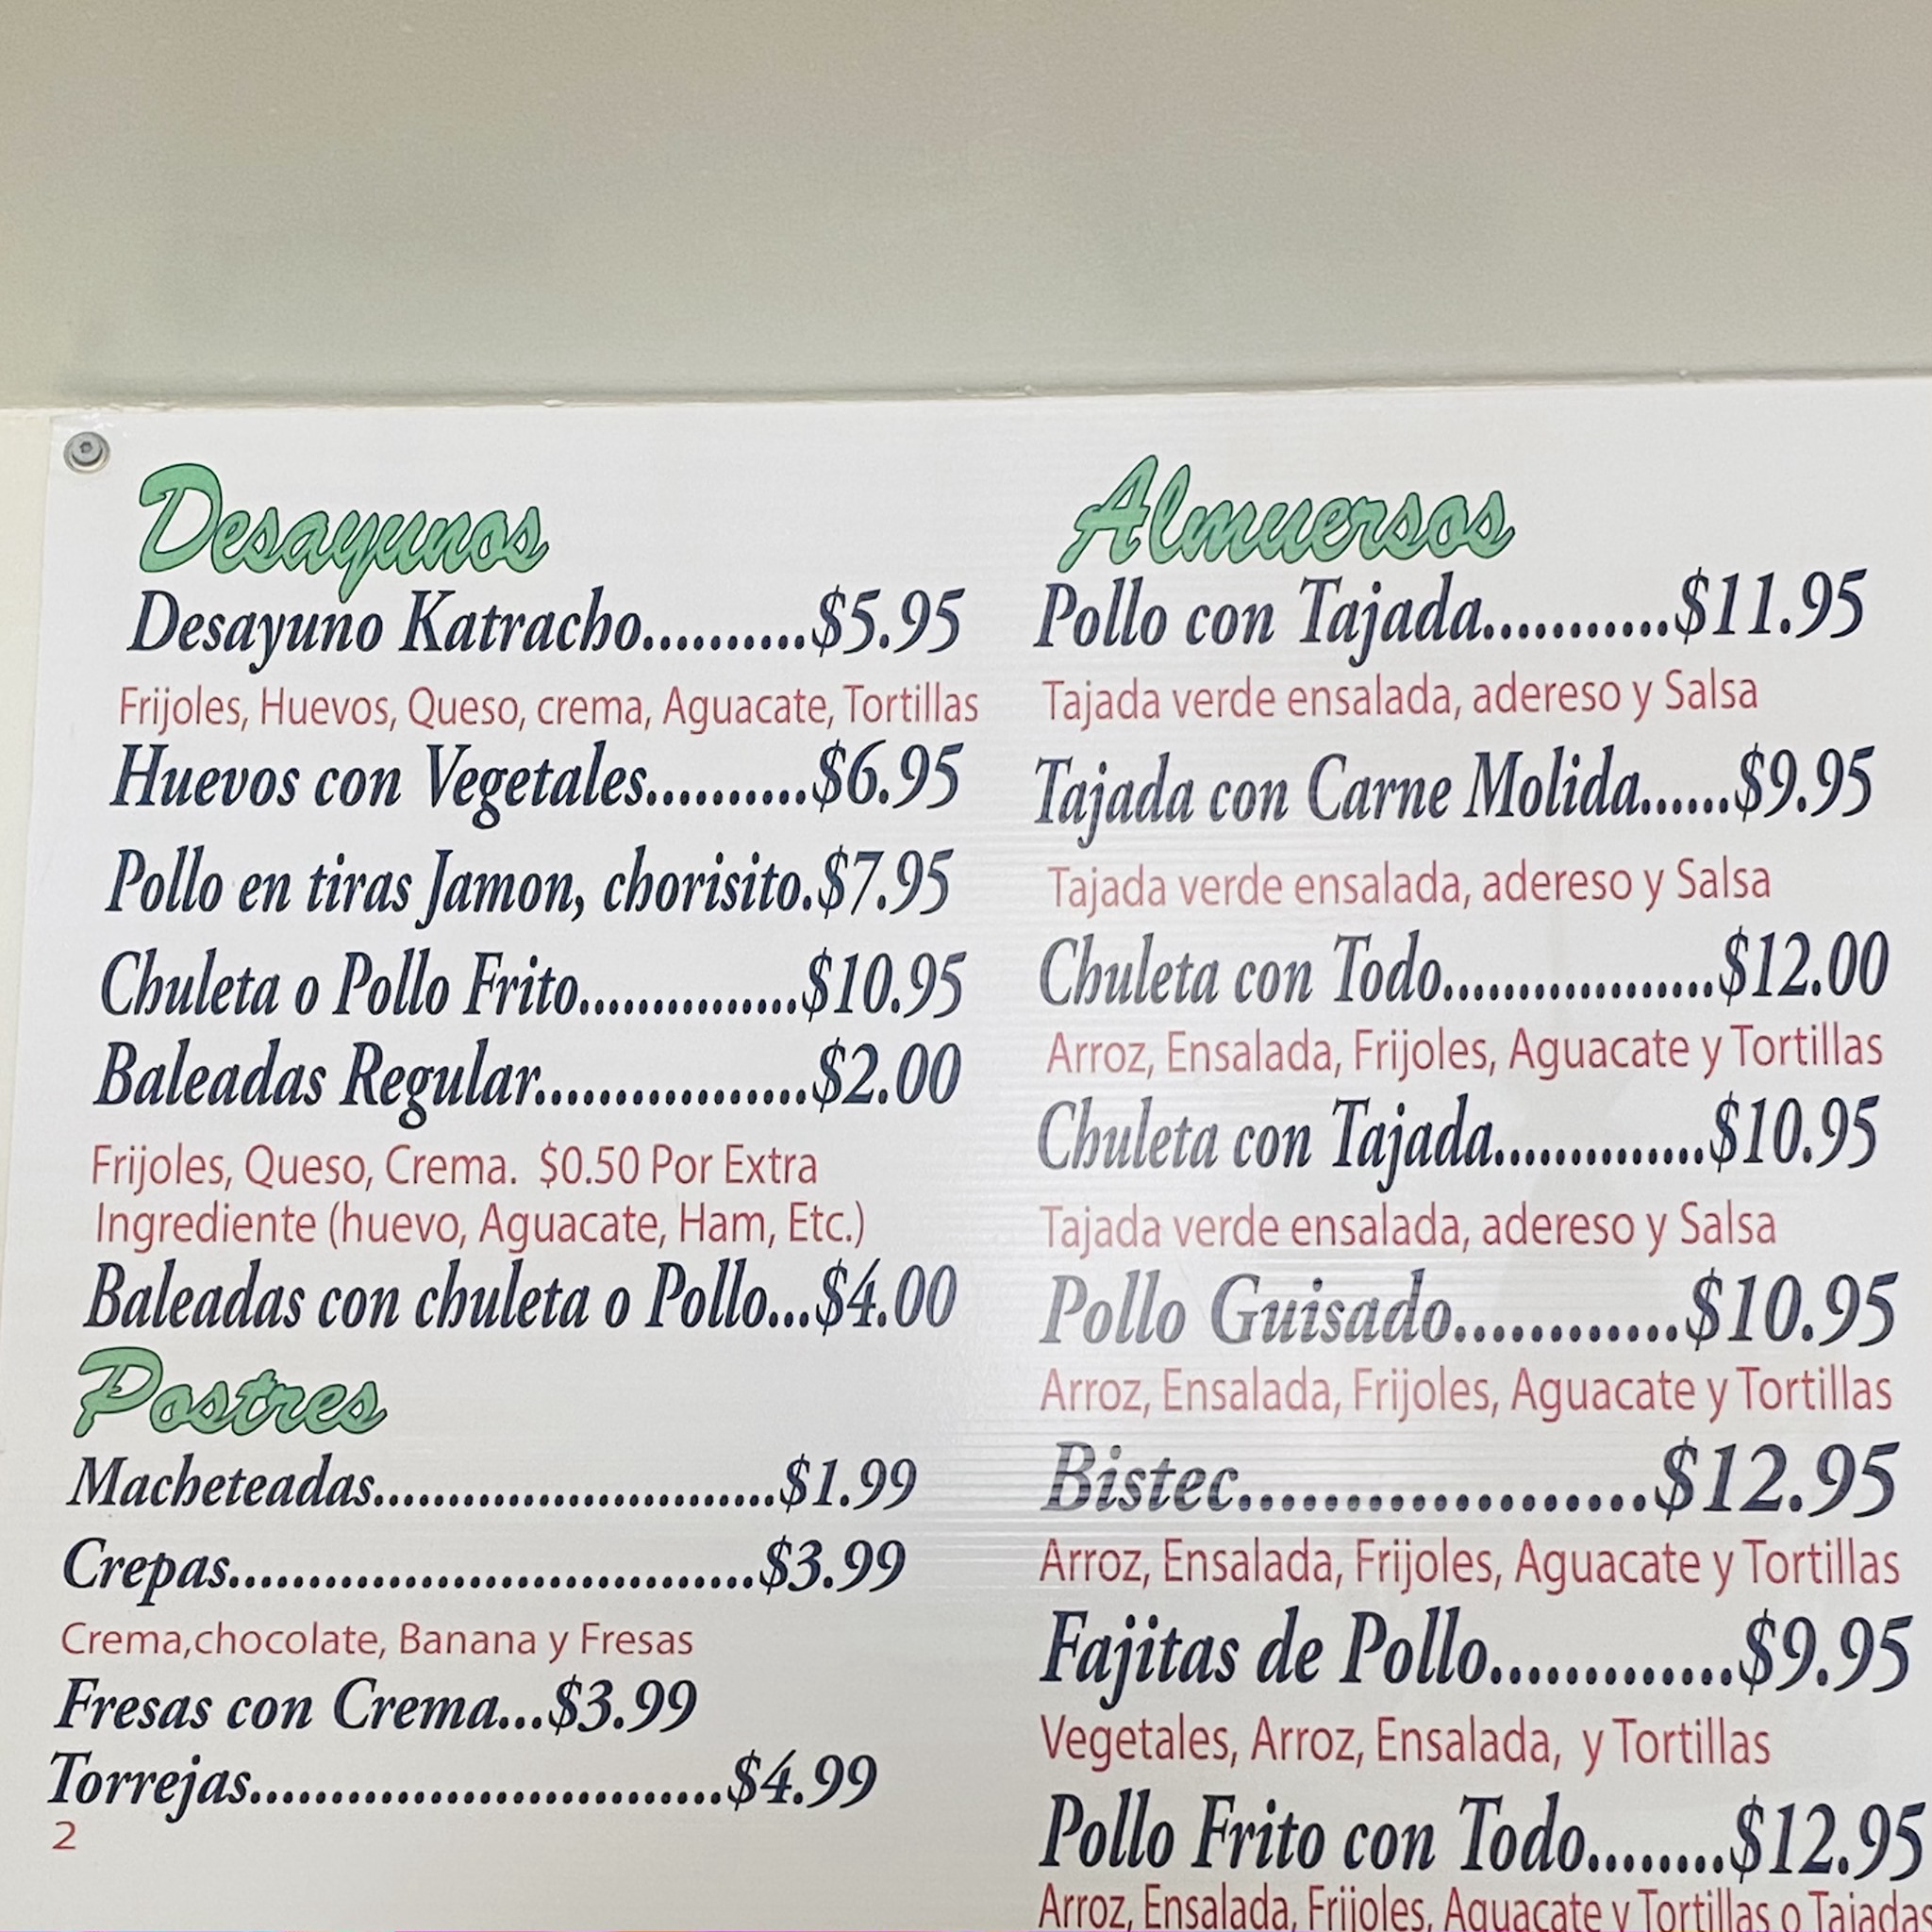 Desayunos
Desayuno Katracho..........$5.95
Frijoles, Huevos, Queso, crema, Aguacate, Tortillas
Huevos con Vegetales..........$6.95
Pollo en tiras Jamon, chorisito.$7.95
Chuleta o Pollo Frito..............$10.95
Baleadas Regular.................$2.00
Frijoles, Queso, Crema. $0.50 Por Extra
Ingrediente (huevo, Aguacate, Ham, Etc.)
Baleadas con chuleta o Pollo...$4.00
Postres
Macheteadas...........................$1.99
Crepas..................................$3.99
Crema,chocolate, Banana y Fresas
Fresas con Crema...$3.99
Torrejas..............................$4.99
2
Almuersos
Pollo con Tajada............$11.95
Tajada verde ensalada, adereso y Salsa
Tajada con Carne Molida......$9.95
Tajada verde ensalada, adereso y Salsa
Chuleta con Todo..................$12.00
Arroz, Ensalada, Frijoles, Aguacate y Tortillas
Chuleta con Tajada..............$10.95
Tajada verde ensalada, adereso y Salsa
Pollo Guisado.............$10.95
Arroz, Ensalada, Frijoles, Aguacate y Tortillas
Bistec.....................$12.95
Arroz, Ensalada, Frijoles, Aguacate y Tortillas
Fajitas de Pollo.............$9.95
Vegetales, Arroz, Ensalada, y Tortillas
Pollo Frito con Todo........$12.95
Arroz, Ensalada, Frijoles, Aguacate y Tortillas o Tajadas